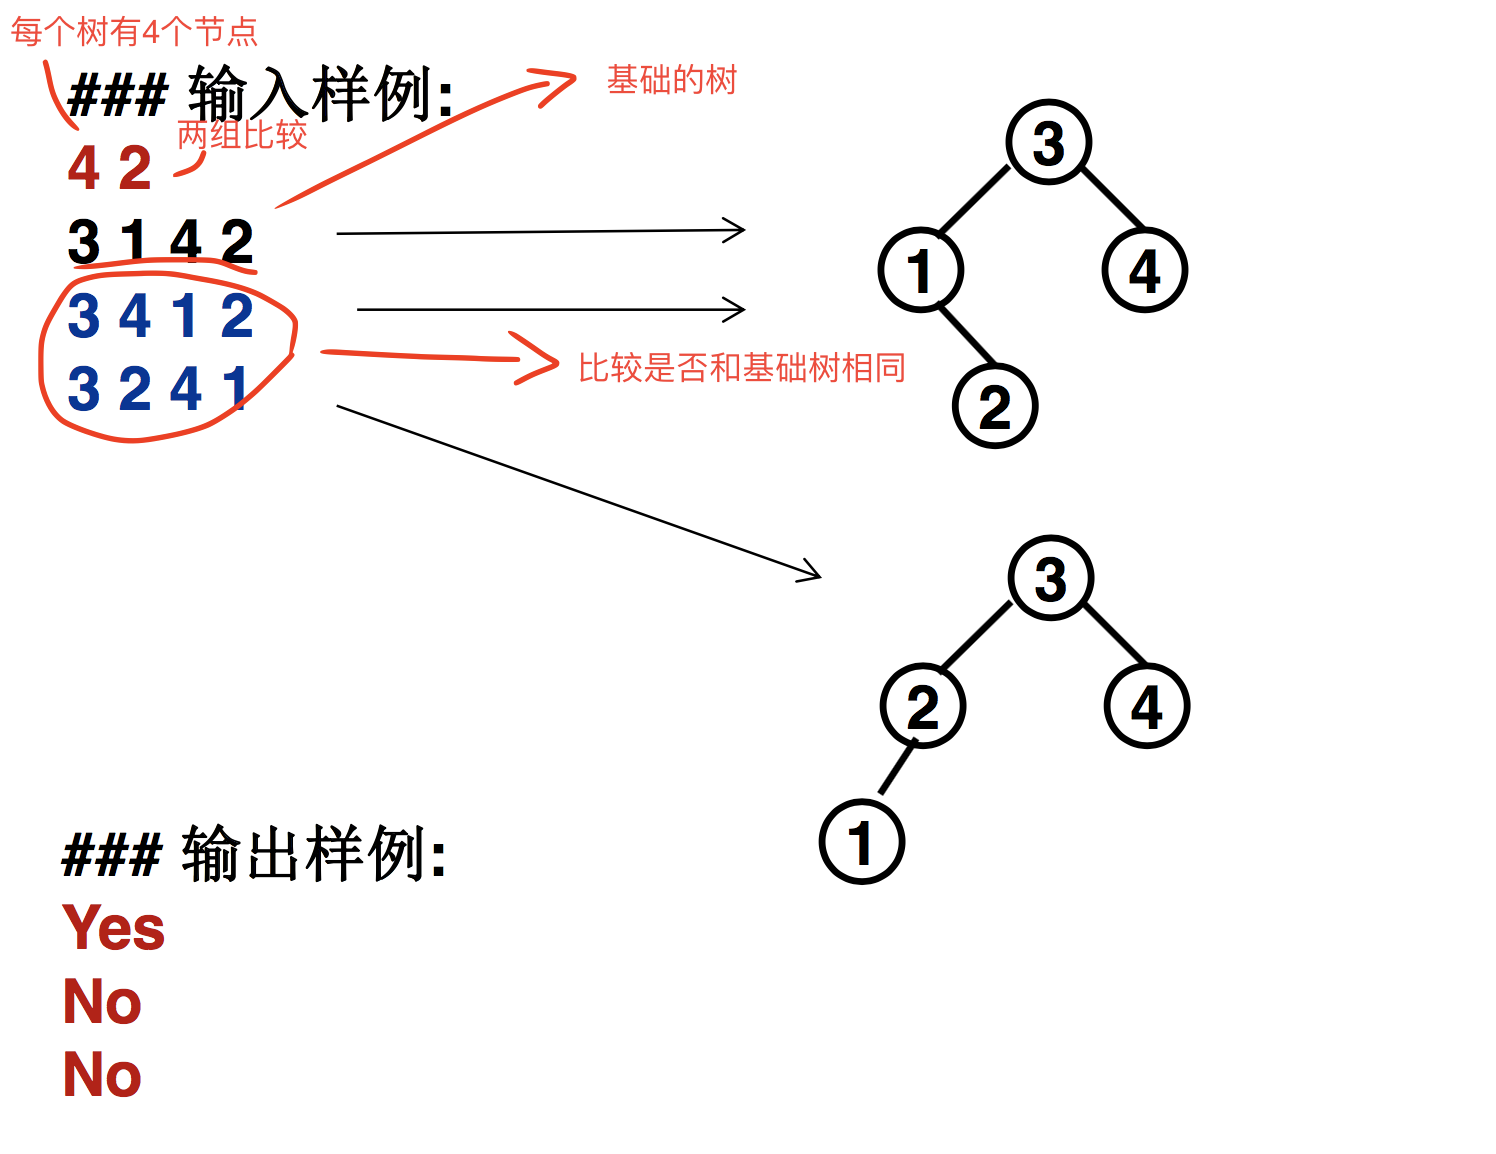 每个树有4个节点
### 输入样例:
基础的树
两组比较
4 2
3 1 4 2
3 4 1 2
3 2 4 1
比较是否和基础树相同
3
1
4
2
3
2
4
1
### 输出样例:
Yes
No
No